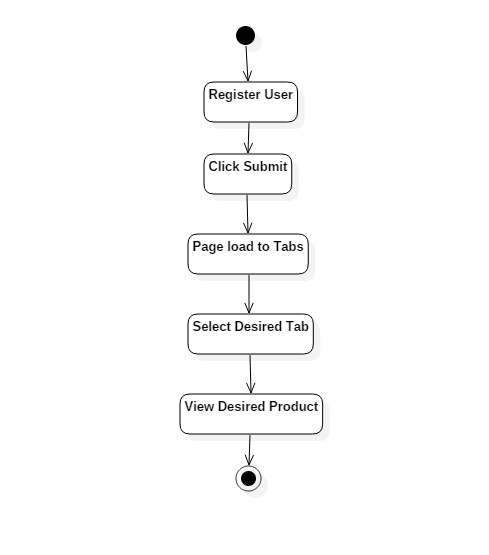 Register User
Click Submit
Page load to Tabs
Select Desired Tab
View Desired Product